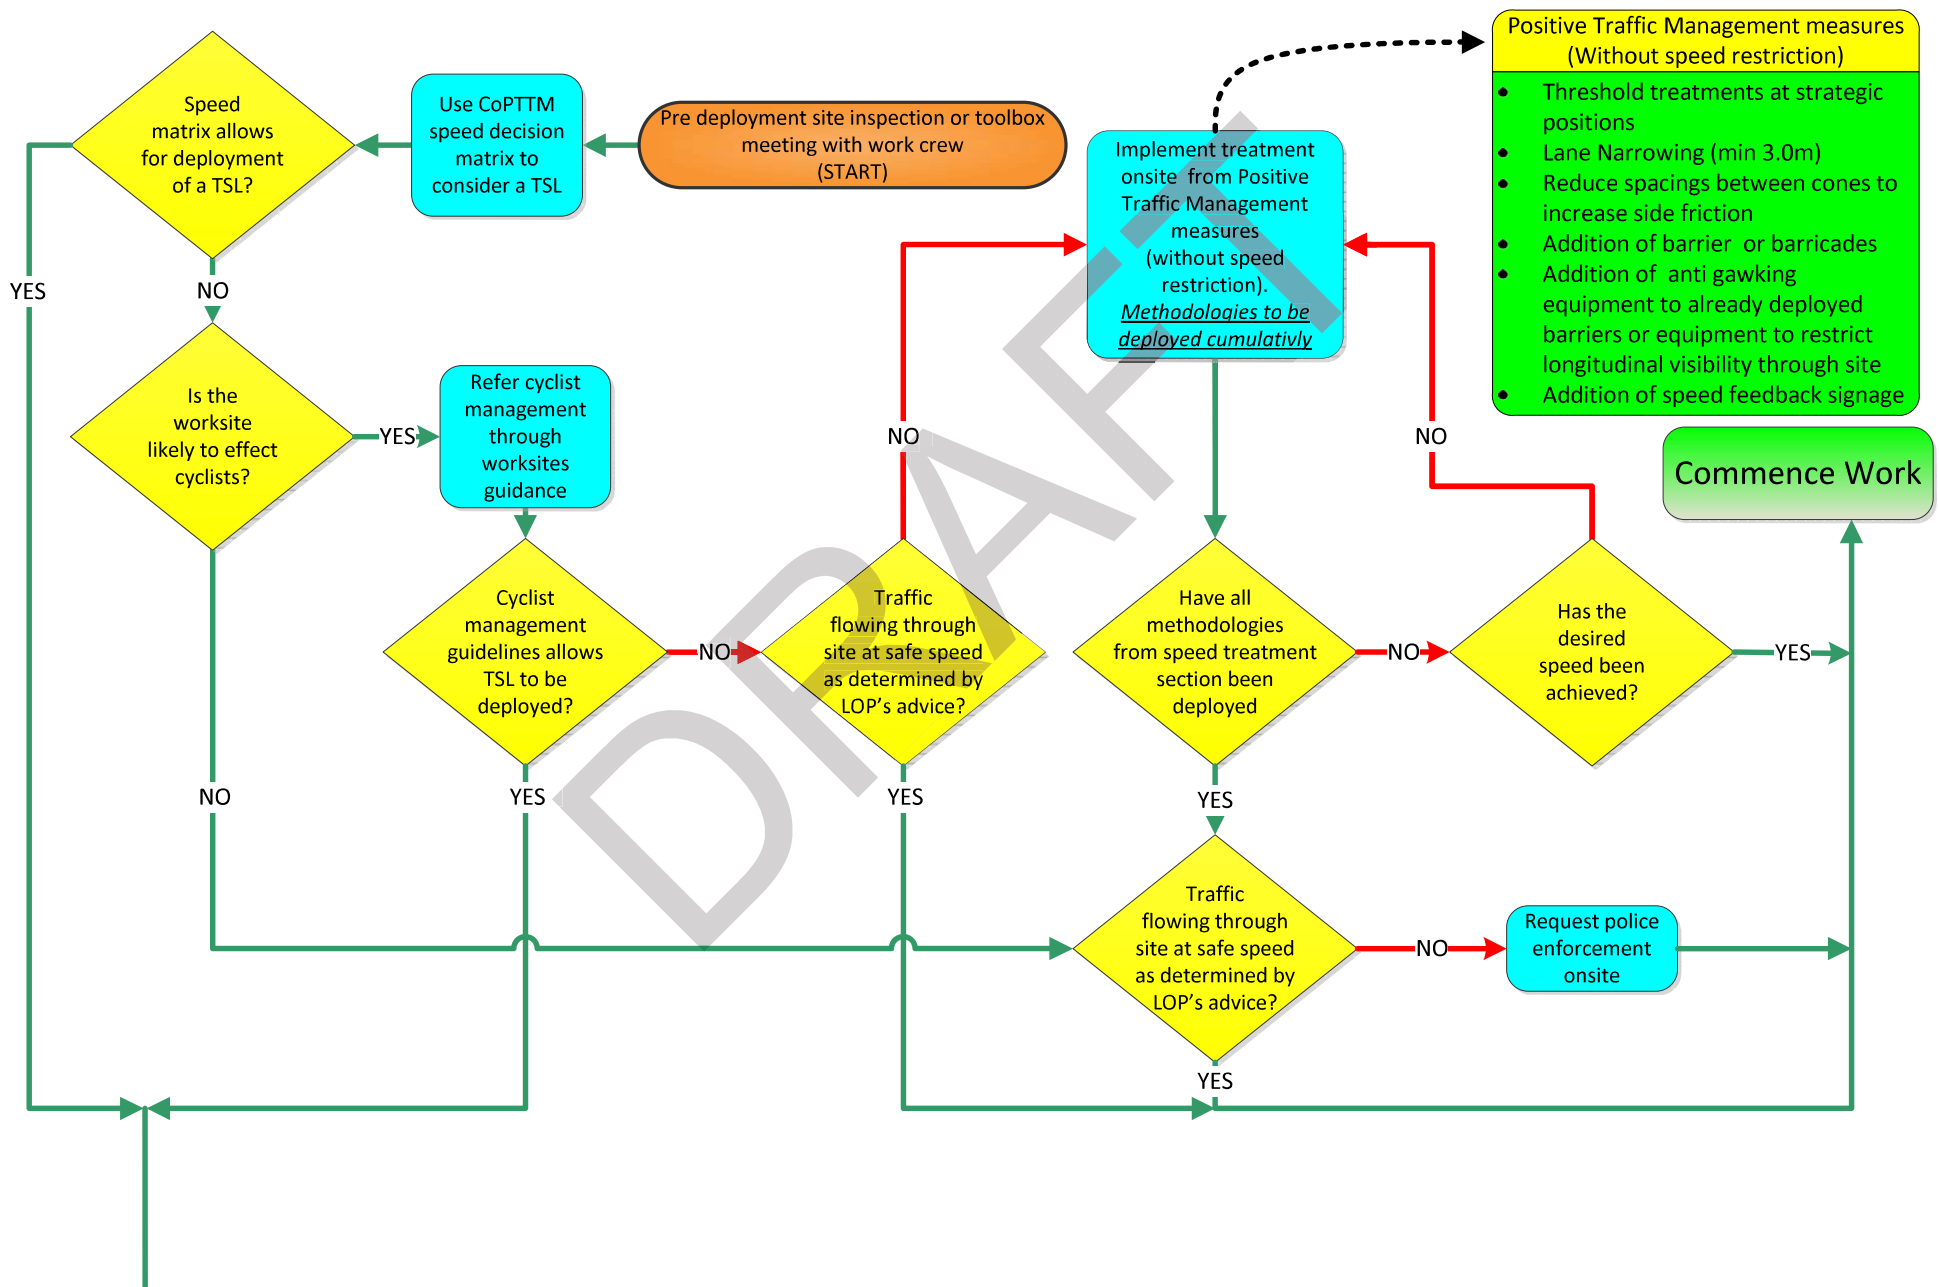 Positive Traffic Management measures
(Without speed restriction)
Threshold treatments at strategic
positions
Lane Narrowing (min 3.0m)
Reduce spacings between cones to
increase side friction
Addition of barrier or barricades
Addition of anti gawking
equipment to already deployed
barriers or equipment to restrict
longitudinal visibility through site
Addition of speed feedback signage
Speed
matrix allows
for deployment
of a TSL?
Use CoPTTM
speed decision
matrix to
consider a TSL
Pre deployment site inspection or toolbox
meeting with work crew
(START)
Implement treatment
onsite from Positive
Traffic Management
measures
(without speed
restriction).
Methodologies to be
deployed cumulativly
YES
NO
Is the
worksite
likely to effect
cyclists?
YES
Refer cyclist
management
through
worksites
guidance
NO
NO
Commence Work
Cyclist
management
guidelines allows
TSL to be
deployed?
NO
Traffic
flowing through
site at safe speed
as determined by
LOP's advice?
Have all
methodologies
from speed treatment
section been
deployed
NO
Has the
desired
speed been
achieved?
YES
NO
YES
YES
YES
Traffic
flowing through
site at safe speed
as determined by
LOP's advice?
NO
Request police
enforcement
onsite
YES
DRAFT